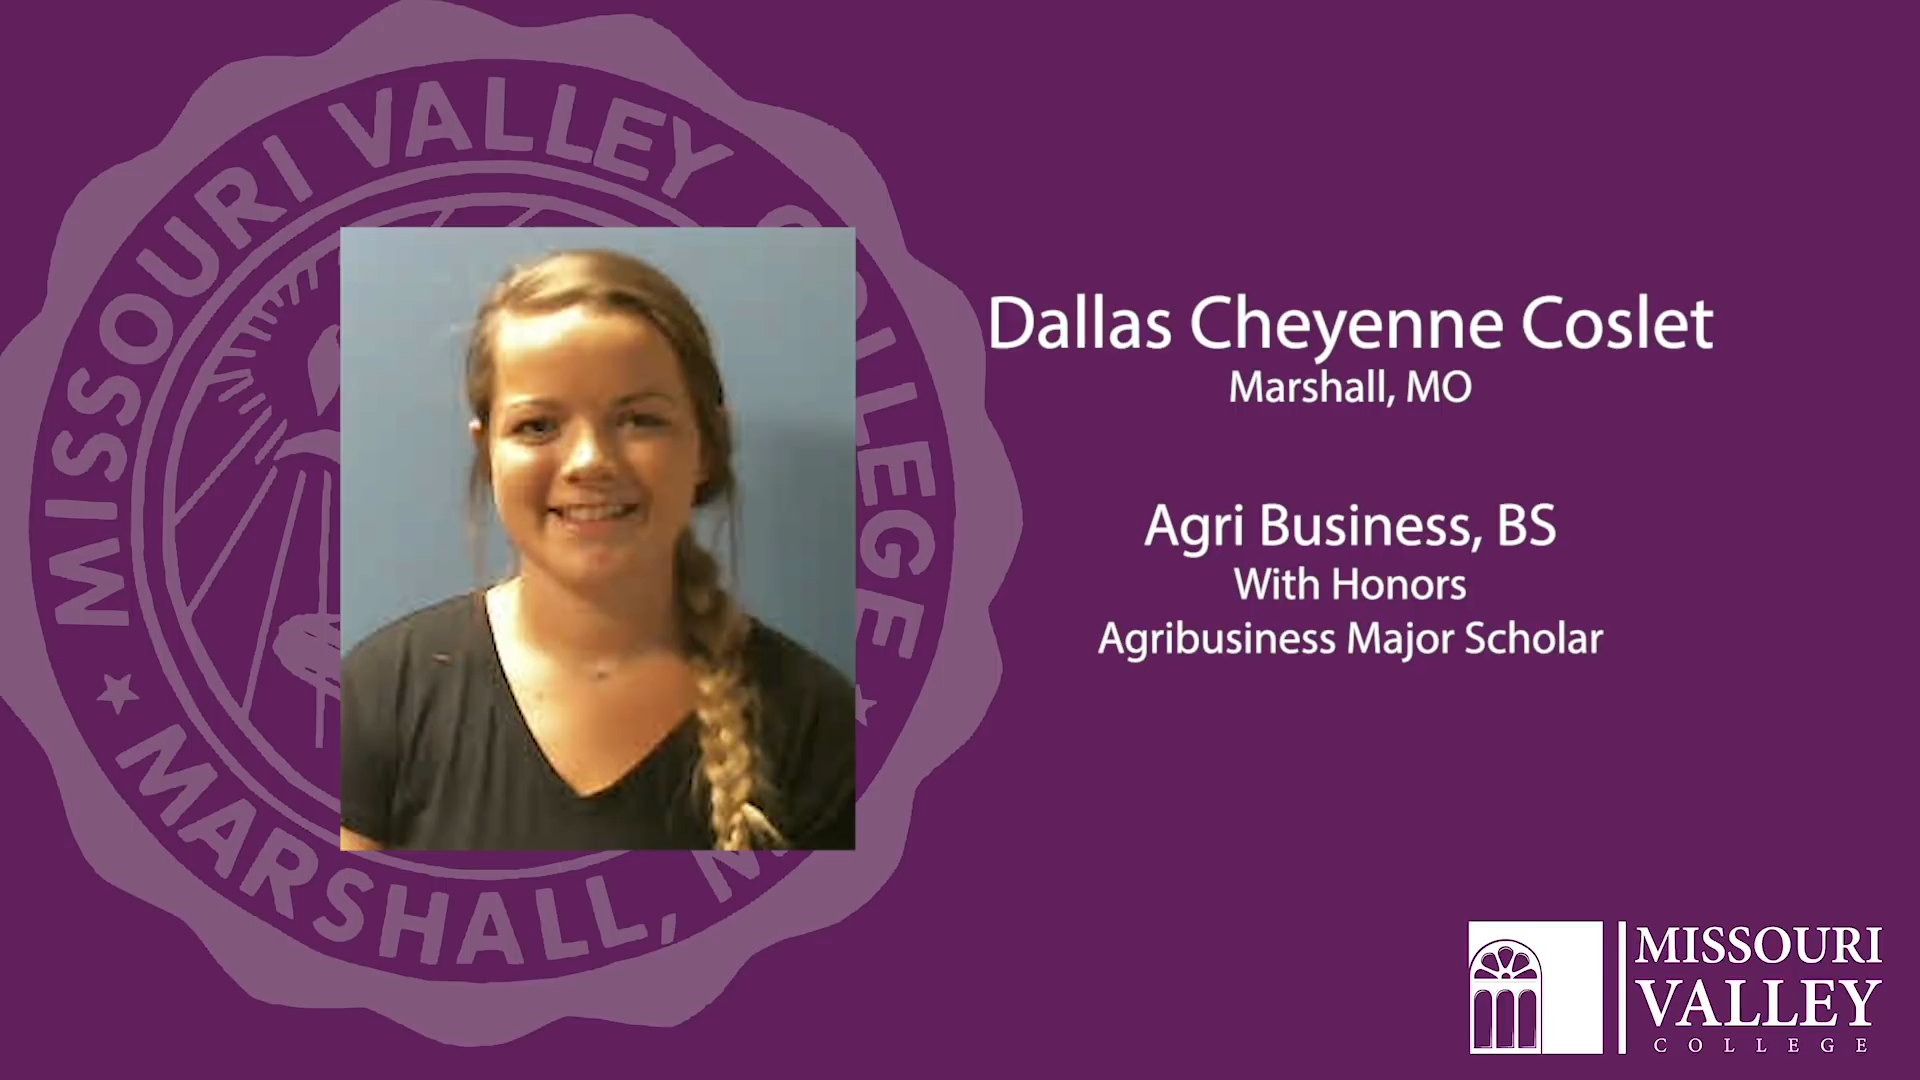 MISSOURI VALLEY COLLEGE
MARSHALL, M
Dallas Cheyenne Coslet
Marshall, MO
Agri Business, BS
With Honors
Agribusiness Major Scholar
MISSOURI
VALLEY
COLLEGE